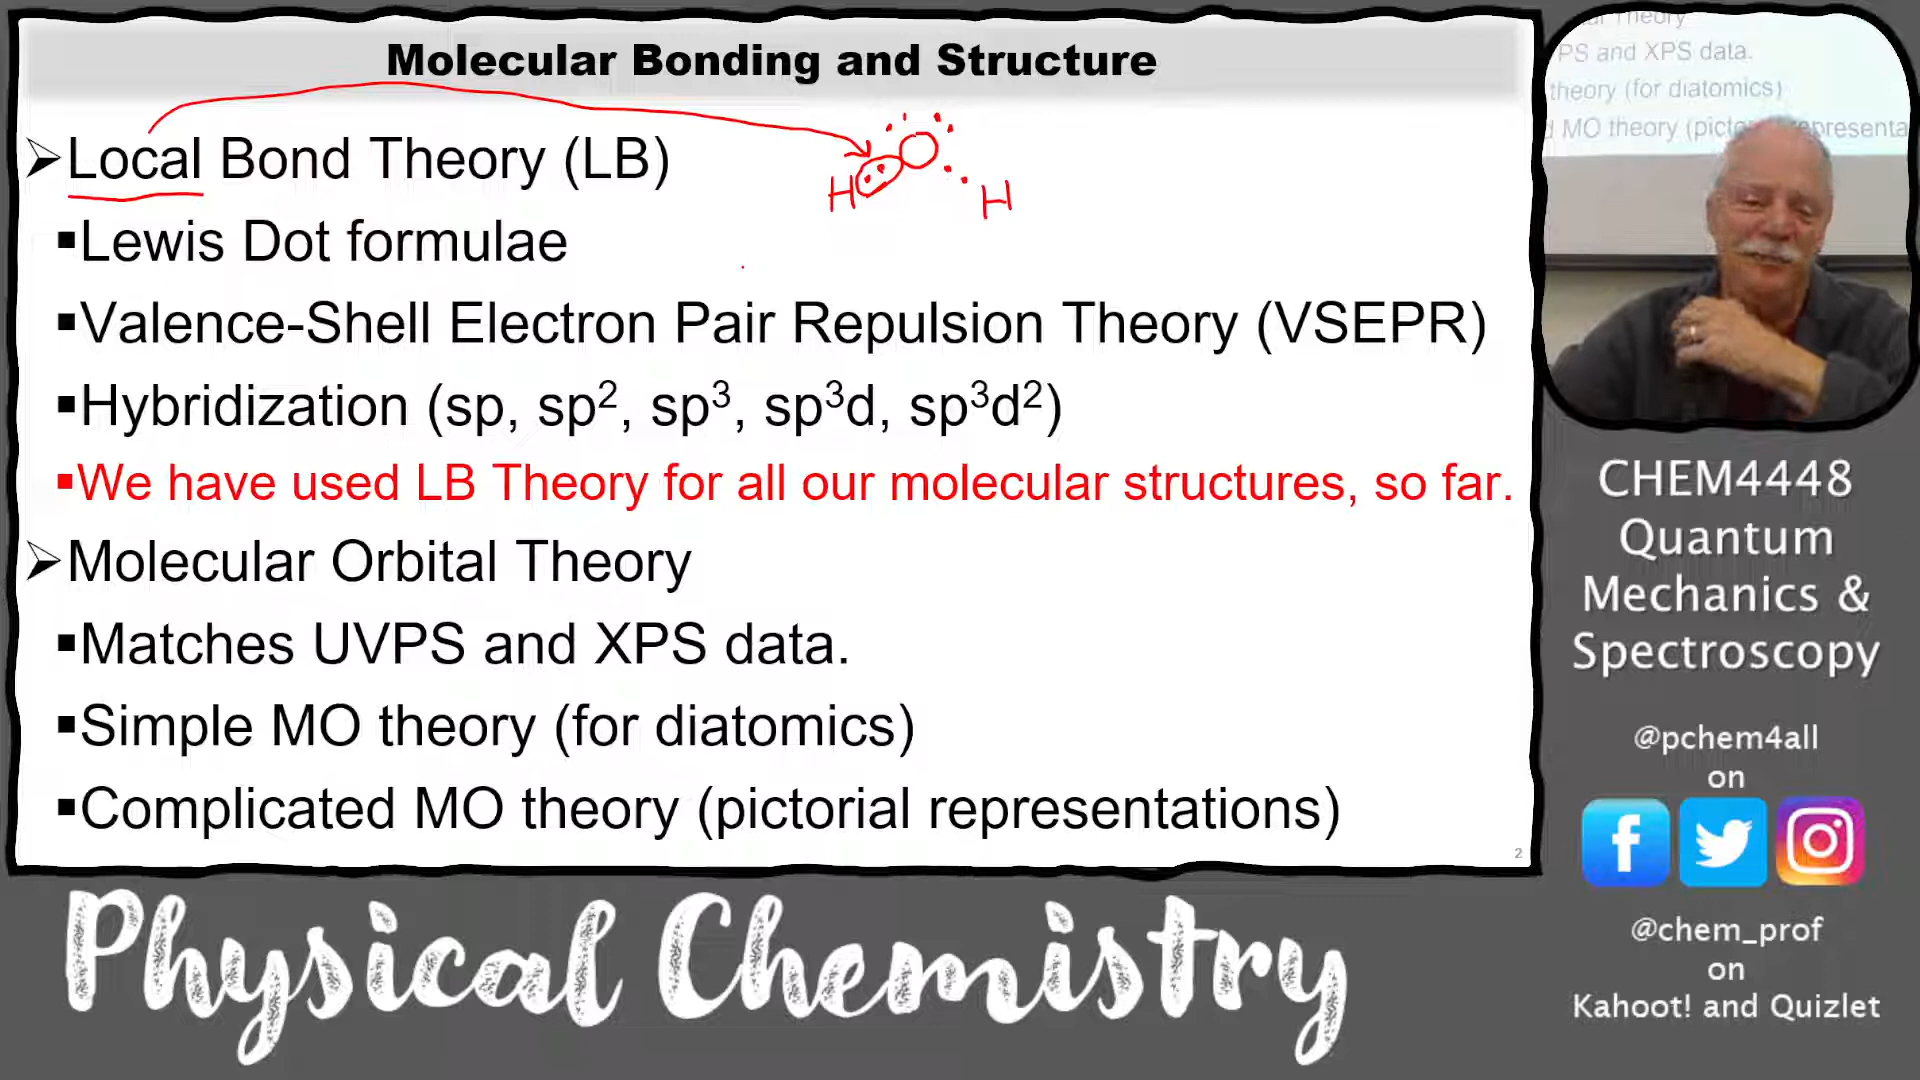 Molecular Bonding and Structure
Local Bond Theory (LB)
H O H
Lewis Dot formulae
Valence-Shell Electron Pair Repulsion Theory (VSEPR)
Hybridization (sp, sp², sp³, sp³d, sp³d²)
We have used LB Theory for all our molecular structures, so far.
Molecular Orbital Theory
Matches UVPS and XPS data.
Simple MO theory (for diatomics)
Complicated MO theory (pictorial representations)
2
Theory
PS and XPS data.
theory (for diatomics)
MO theory
CHEM4448
Quantum
Mechanics &
Spectroscopy
@pchem4all
on
@chem_prof
on
Kahoot! and Quizlet
Physical Chemistry